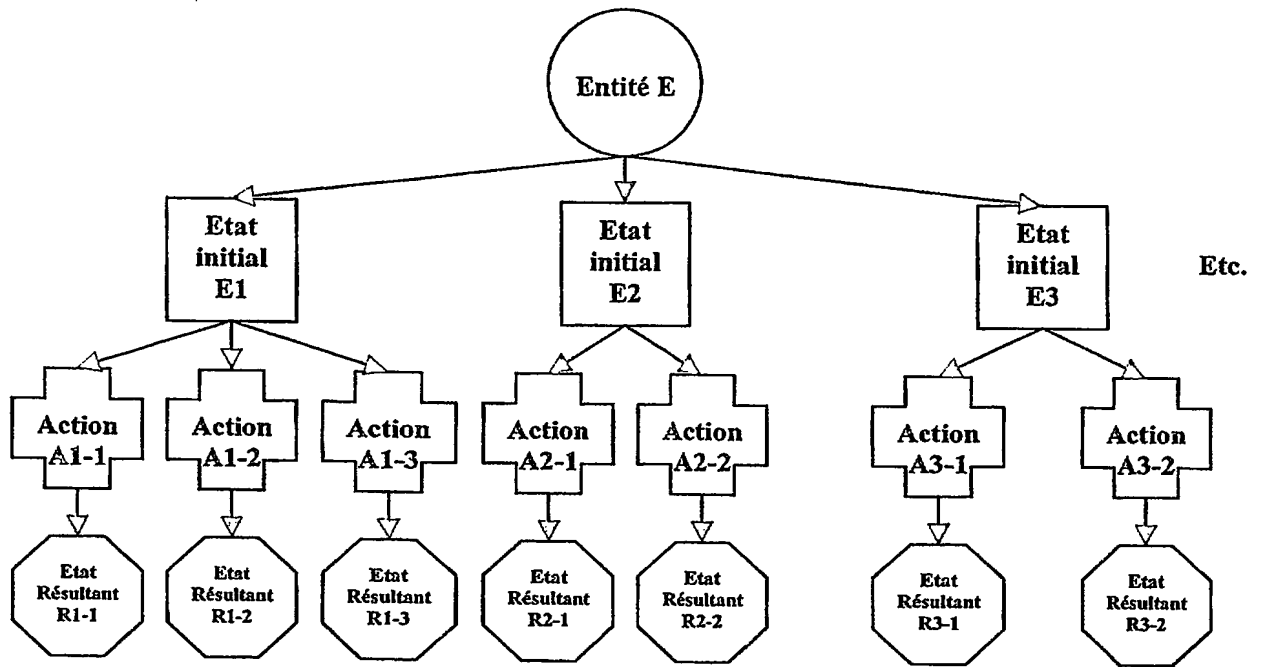 Entité E
Etat
initial
E1
Etat
initial
E2
Etat
initial
E3
Etc.
Action
A1-1
Action
A1-2
Action
A1-3
Action
A2-1
Action
A2-2
Action
A3-1
Action
A3-2
Etat
Résultant
R1-1
Etat
Résultant
R1-2
Etat
Résultant
R1-3
Etat
Résultant
R2-1
Etat
Résultant
R2-2
Etat
Résultant
R3-1
Etat
Résultant
R3-2